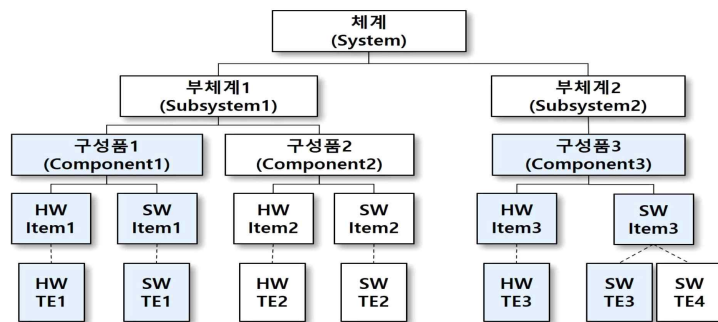 체계
(System)
부체계1
(Subsystem1)
부체계2
(Subsystem2)
구성품1
(Component1)
구성품2
(Component2)
구성품3
(Component3)
HW
Item1
SW
Item1
HW
Item2
SW
Item2
HW
Item3
SW
Item3
HW
TE1
SW
TE1
HW
TE2
SW
TE2
HW
TE3
SW
TE3
SW
TE4